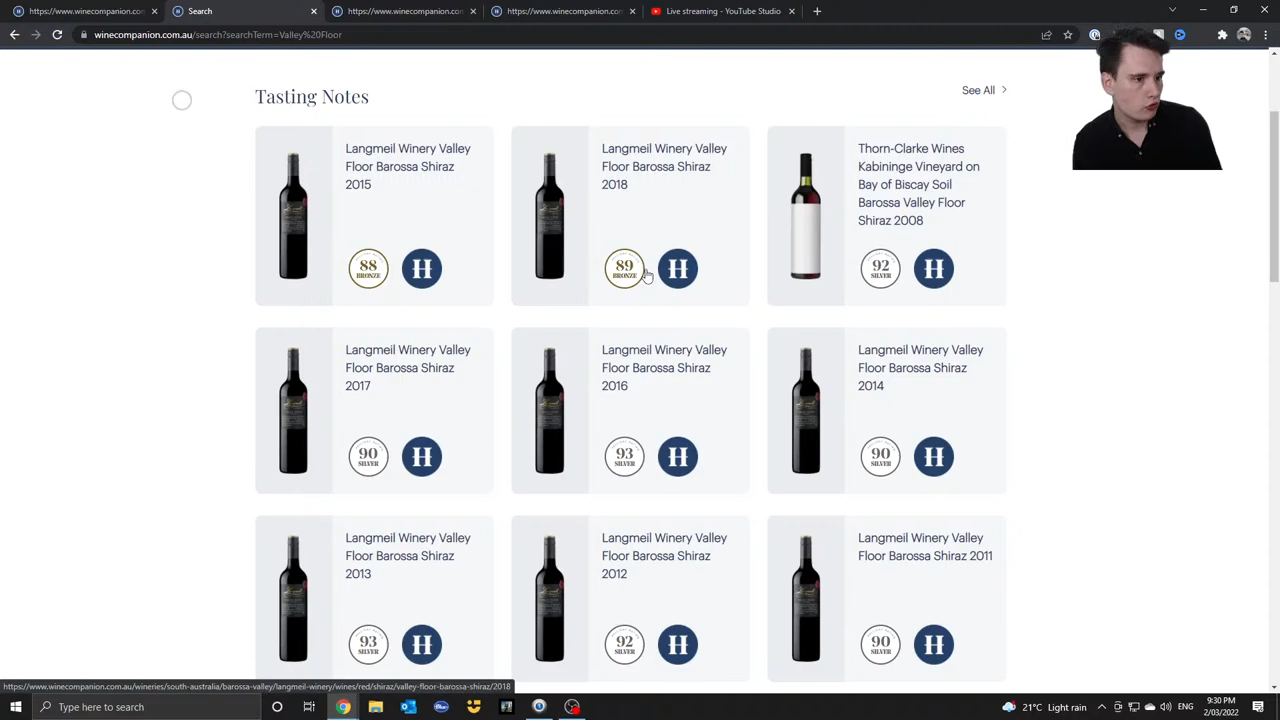 https://www.winecompanion.com.
Search
https://www.winecompanion.com.au/
https://www.winecompanion.com.au/
Live streaming - YouTube Studio
winecompanion.com.au/search?searchTerm=Valley%20Floor
Tasting Notes
See All
Langmeil Winery Valley
Floor Barossa Shiraz
2015
88
BRONZE
H
Langmeil Winery Valley
Floor Barossa Shiraz
2018
89
BRONZE
H
Thorn-Clarke Wines
Kabininge Vineyard on
Bay of Biscay Soil
Barossa Valley Floor
Shiraz 2008
92
SILVER
H
Langmeil Winery Valley
Floor Barossa Shiraz
2017
90
SILVER
H
Langmeil Winery Valley
Floor Barossa Shiraz
2016
93
SILVER
H
Langmeil Winery Valley
Floor Barossa Shiraz
2014
90
SILVER
H
Langmeil Winery Valley
Floor Barossa Shiraz
2013
93
SILVER
H
Langmeil Winery Valley
Floor Barossa Shiraz
2012
92
SILVER
H
Langmeil Winery Valley
Floor Barossa Shiraz 2011
90
SILVER
H
https://www.winecompanion.com.au/wineries/south-australia/barossa-valley/langmeil-winery/wines/red/shiraz/valley-floor-barossa-shiraz/2018
Type here to search
21°C Light rain
ENG
9:30 PM
2/03/2022